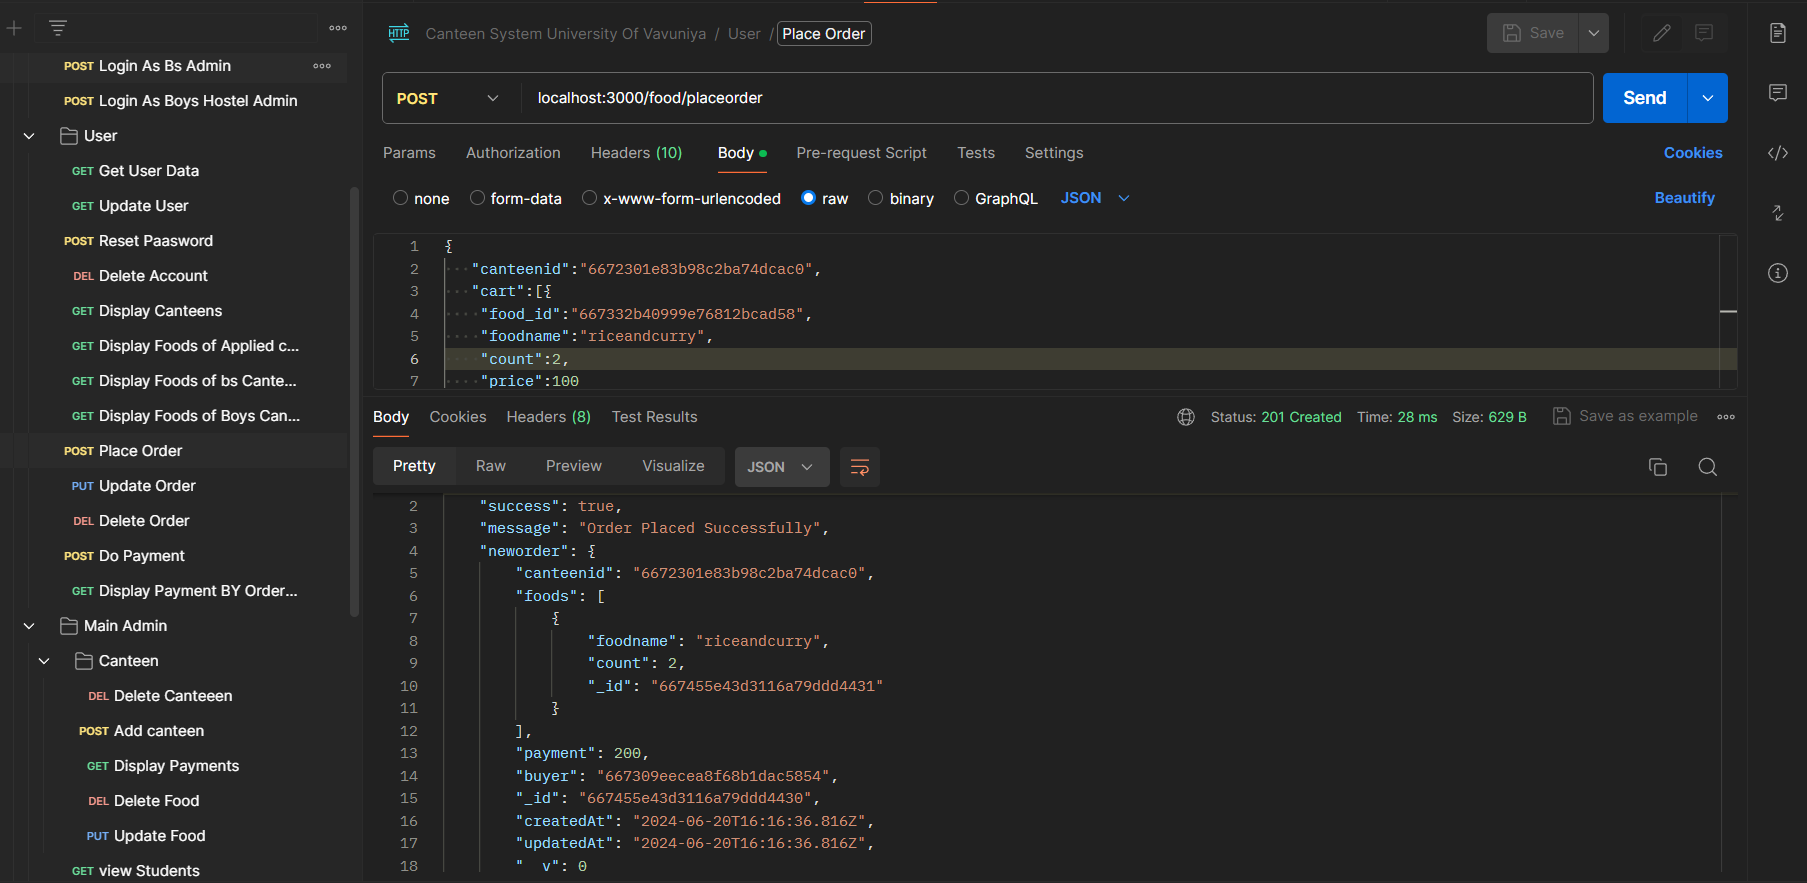 POST Login As Bs Admin
POST Login As Boys Hostel Admin
User
GET Get User Data
GET Update User
POST Reset Paasword
DEL Delete Account
GET Display Canteens
GET Display Foods of Applied c...
GET Display Foods of bs Cante...
GET Display Foods of Boys Can...
POST Place Order
PUT Update Order
DEL Delete Order
POST Do Payment
GET Display Payment BY Order...
Main Admin
Canteen
DEL Delete Canteeen
POST Add canteen
GET Display Payments
DEL Delete Food
PUT Update Food
GET view Students
HTTP Canteen System University Of Vavuniya / User / Place Order
Save
POST localhost:3000/food/placeorder
Send
Params Authorization Headers (10) Body Pre-request Script Tests Settings Cookies
none form-data x-www-form-urlencoded raw binary GraphQL JSON Beautify
1 {
2 "canteenid":"6672301e83b98c2ba74dcac0",
3 "cart":[{
4 "food_id":"667332b40999e76812bcad58",
5 "foodname":"riceandcurry",
6 "count":2,
7 "price":100
Body Cookies Headers (8) Test Results Status: 201 Created Time: 28 ms Size: 629 B Save as example
Pretty Raw Preview Visualize JSON
2 "success": true,
3 "message": "Order Placed Successfully",
4 "neworder": {
5 "canteenid": "6672301e83b98c2ba74dcac0",
6 "foods": [
7 {
8 "foodname": "riceandcurry",
9 "count": 2,
10 "_id": "667455e43d3116a79ddd4431"
11 }
12 ],
13 "payment": 200,
14 "buyer": "667309eecea8f68b1dac5854",
15 "_id": "667455e43d3116a79ddd4430",
16 "createdAt": "2024-06-20T16:16:36.816Z",
17 "updatedAt": "2024-06-20T16:16:36.816Z",
18 "__v": 0